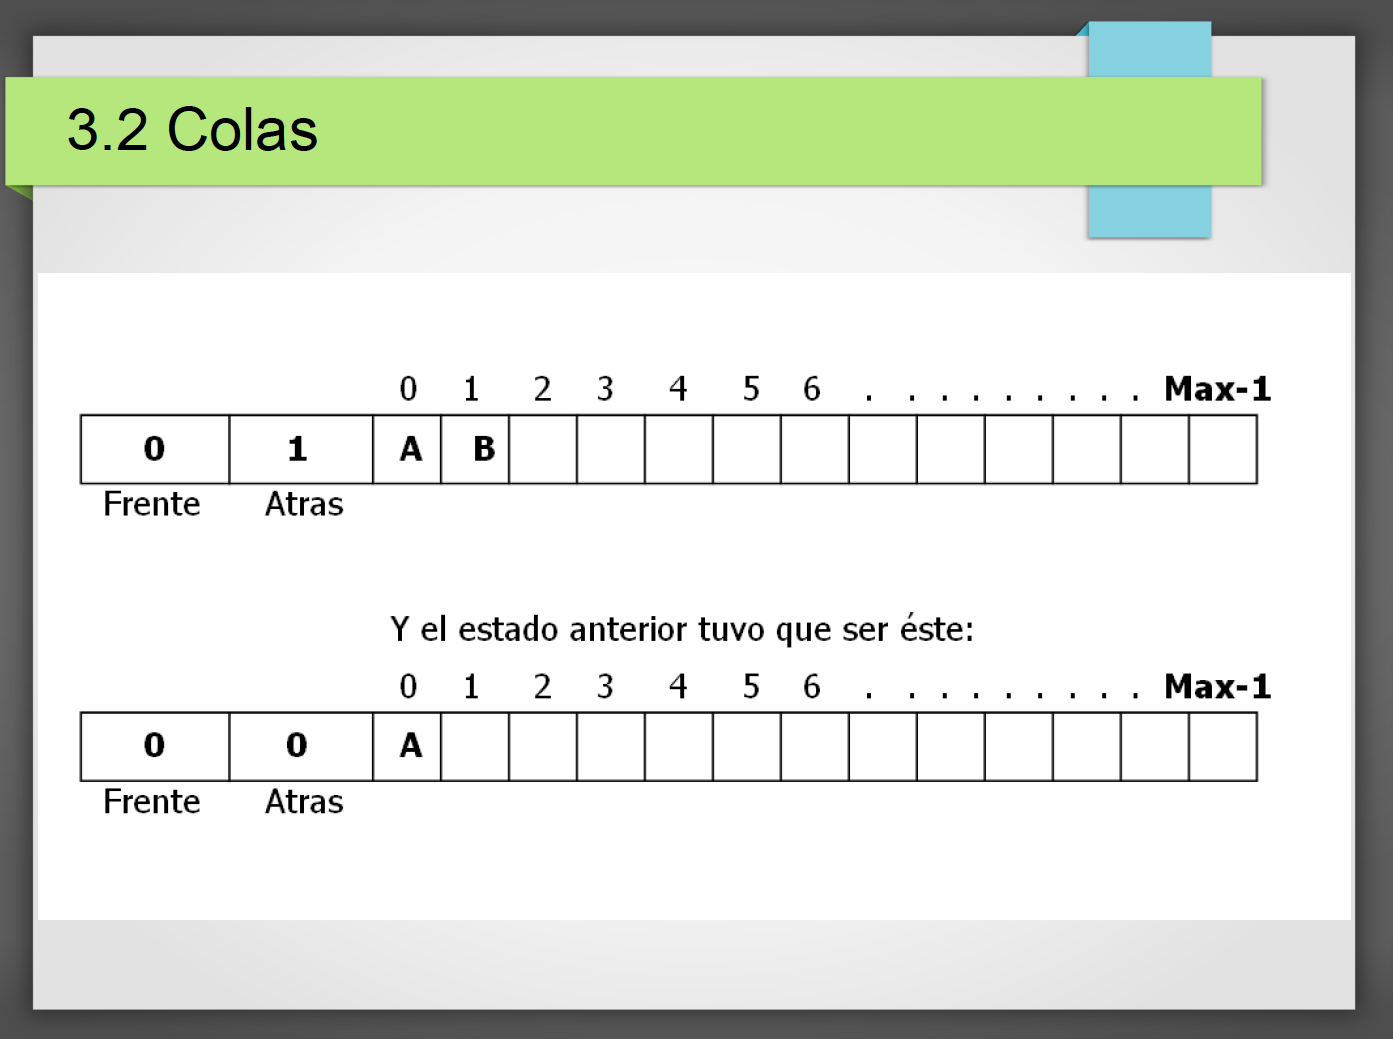 3.2 Colas
0 1 2 3 4 5 6 . . . . . . . . . Max-1
0 1 A B
Frente Atras
Y el estado anterior tuvo que ser éste:
0 1 2 3 4 5 6 . . . . . . . . . Max-1
0 0 A
Frente Atras